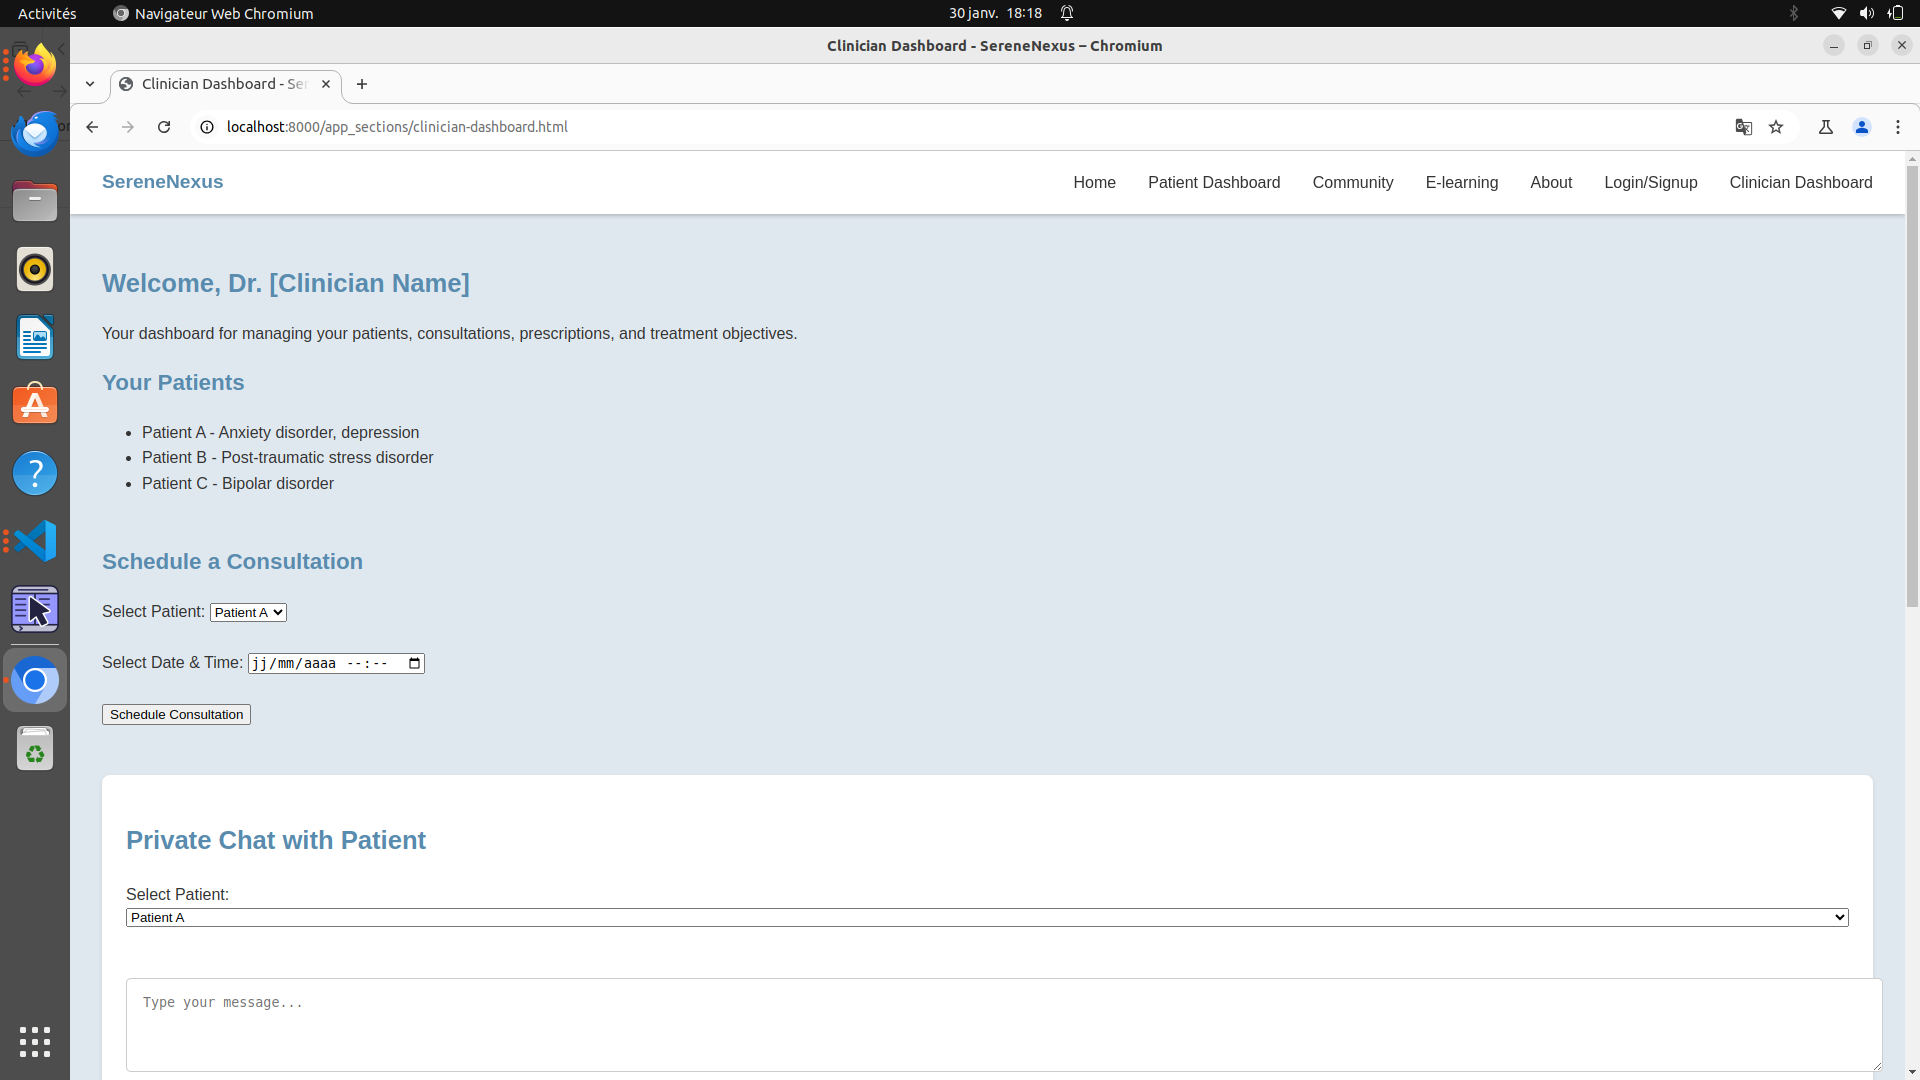 Activités
Navigateur Web Chromium
30 janv. 18:18
Clinician Dashboard - SereneNexus – Chromium
Clinician Dashboard - Ser
localhost:8000/app_sections/clinician-dashboard.html
SereneNexus
Home
Patient Dashboard
Community
E-learning
About
Login/Signup
Clinician Dashboard
Welcome, Dr. [Clinician Name]
Your dashboard for managing your patients, consultations, prescriptions, and treatment objectives.
Your Patients
Patient A - Anxiety disorder, depression
Patient B - Post-traumatic stress disorder
Patient C - Bipolar disorder
Schedule a Consultation
Select Patient: Patient A
Select Date & Time: jj/mm/aaaa --:--
Schedule Consultation
Private Chat with Patient
Select Patient:
Patient A
Type your message...